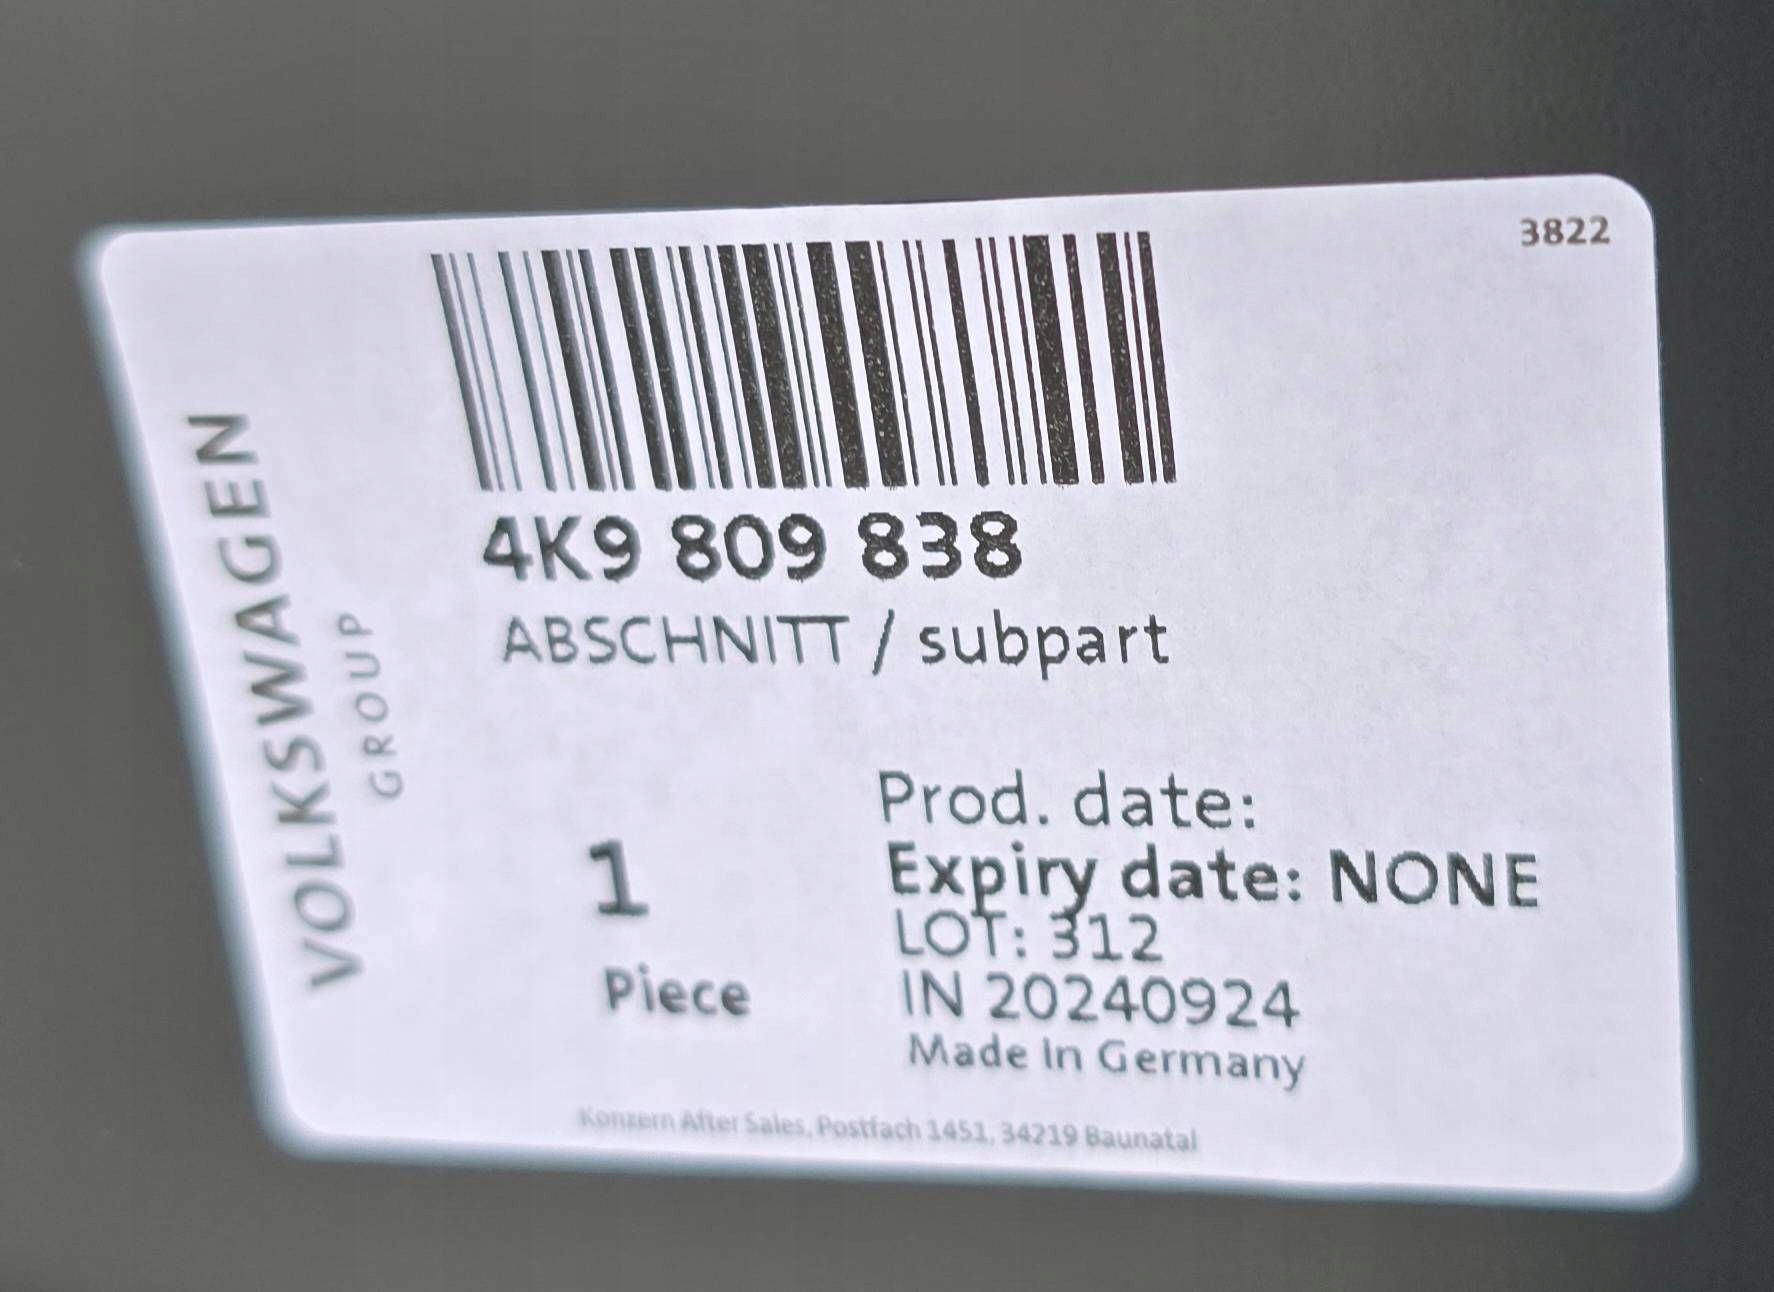 3822
VOLKSWAGEN
GROUP
4K9 809 838
ABSCHNITT / subpart
1
Piece
Prod. date:
Expiry date: NONE
LOT: 312
IN 20240924
Made In Germany
Konzern After Sales, Postfach 1451, 34219 Baunatal